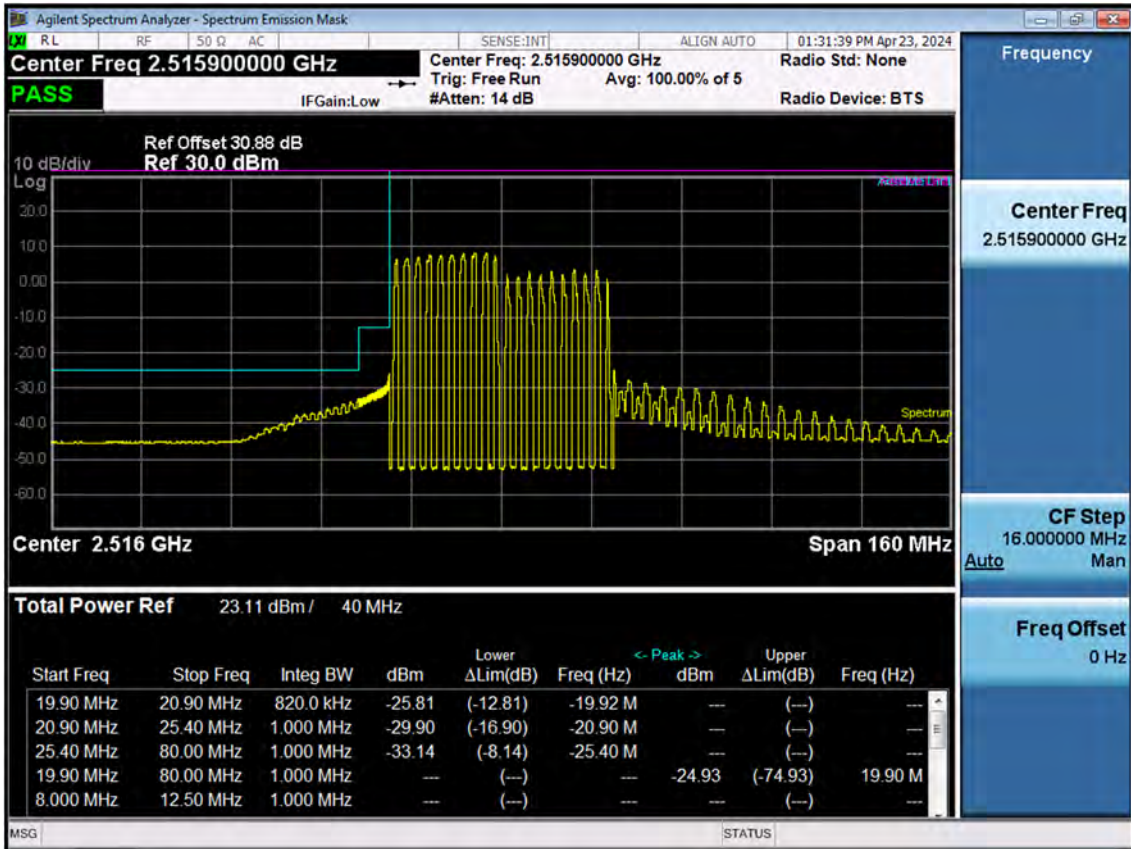 Agilent Spectrum Analyzer - Spectrum Emission Mask
LXI RL RF 50 Ω AC SENSE:INT ALIGN AUTO 01:31:39 PM Apr 23, 2024
Center Freq 2.515900000 GHz Center Freq: 2.515900000 GHz Radio Std: None
Trig: Free Run Avg: 100.00% of 5
PASS IFGain:Low #Atten: 14 dB Radio Device: BTS
Ref Offset 30.88 dB
10 dB/div Ref 30.0 dBm
Log Absolute Limit
20.0
10.0
0.00
-10.0
-20.0
-30.0
-40.0 Spectrum
-50.0
-60.0
Center 2.516 GHz Span 160 MHz
Total Power Ref 23.11 dBm / 40 MHz
Lower <- Peak -> Upper
Start Freq Stop Freq Integ BW dBm ΔLim(dB) Freq (Hz) dBm ΔLim(dB) Freq (Hz)
19.90 MHz 20.90 MHz 820.0 kHz -25.81 (-12.81) -19.92 M --- (---) ---
20.90 MHz 25.40 MHz 1.000 MHz -29.90 (-16.90) -20.90 M --- (---) ---
25.40 MHz 80.00 MHz 1.000 MHz -33.14 (-8.14) -25.40 M --- (---) ---
19.90 MHz 80.00 MHz 1.000 MHz --- (---) --- -24.93 (-74.93) 19.90 M
8.000 MHz 12.50 MHz 1.000 MHz --- (---) --- --- (---) ---
MSG STATUS
Frequency
Center Freq
2.515900000 GHz
CF Step
16.000000 MHz
Auto Man
Freq Offset
0 Hz